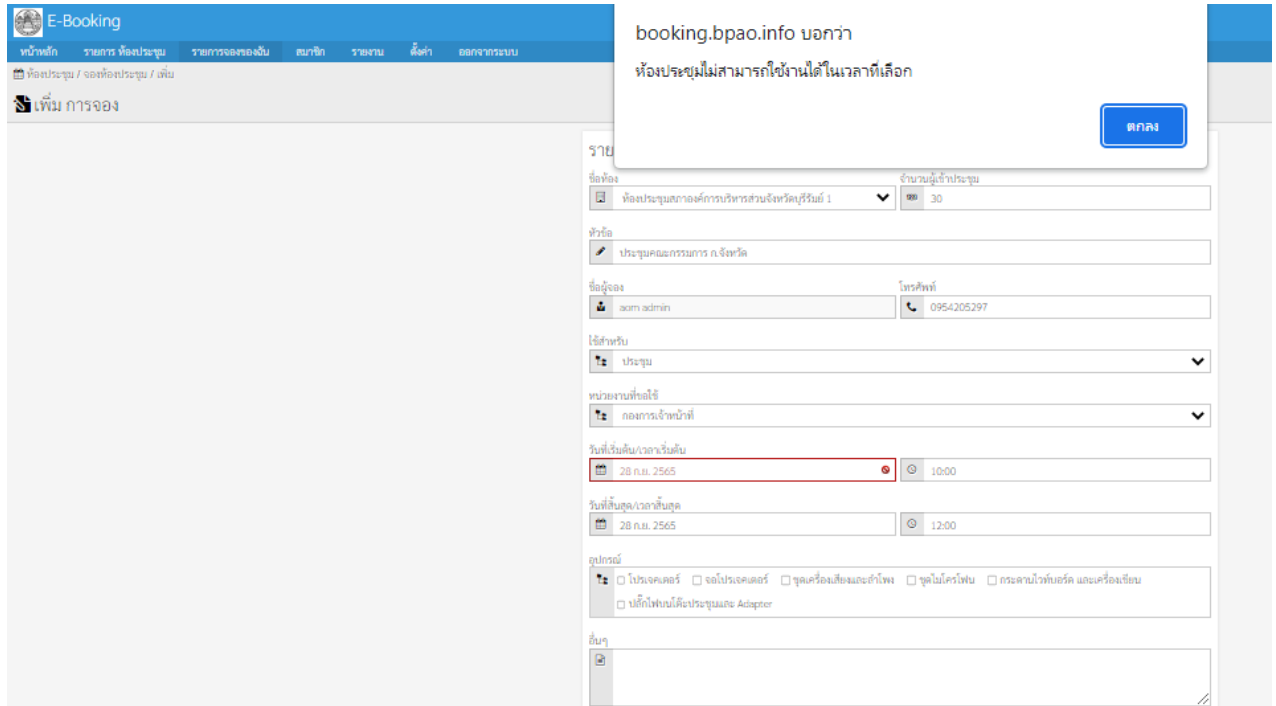 E-Booking
หน้าหลัก รายการ ห้องประชุม รายการจองของฉัน สมาชิก รายงาน ตั้งค่า ออกจากระบบ
ห้องประชุม / จองห้องประชุม / เพิ่ม
เพิ่ม การจอง
booking.bpao.info บอกว่า
ห้องประชุมไม่สามารถใช้งานได้ในเวลาที่เลือก
ตกลง
ราย
ชื่อห้อง จำนวนผู้เข้าประชุม
ห้องประชุมสภาองค์การบริหารส่วนจังหวัดบุรีรัมย์ 1 30
หัวข้อ
ประชุมคณะกรรมการ ก.จังหวัด
ชื่อผู้จอง โทรศัพท์
aom admin 0954205297
ใช้สำหรับ
ประชุม
หน่วยงานที่ขอใช้
กองการเจ้าหน้าที่
วันที่เริ่มต้น/เวลาเริ่มต้น
28 ก.ย. 2565 10:00
วันที่สิ้นสุด/เวลาสิ้นสุด
28 ก.ย. 2565 12:00
อุปกรณ์
โปรเจคเตอร์ จอโปรเจคเตอร์ ชุดเครื่องเสียงและลำโพง ชุดไมโครโฟน กระดานไวท์บอร์ด และเครื่องเขียน
ปลั๊กไฟบนโต๊ะประชุมและ Adapter
อื่นๆ